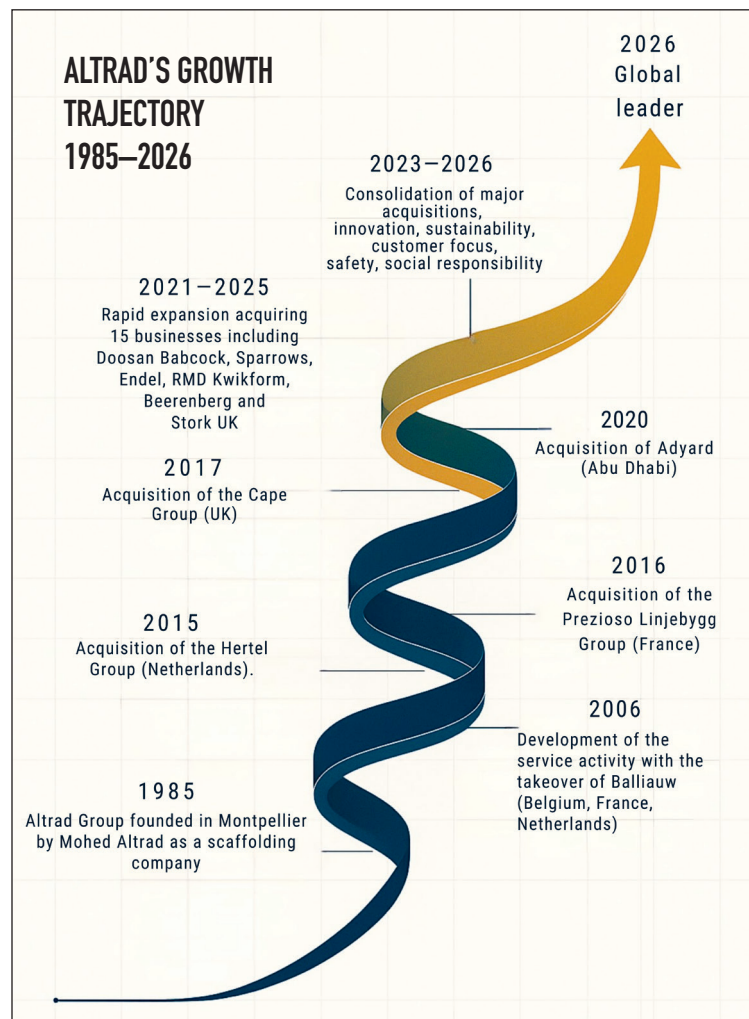 ALTRAD'S GROWTH
TRAJECTORY
1985–2026
2026
Global
leader
2023–2026
Consolidation of major
acquisitions,
innovation, sustainability,
customer focus,
safety, social responsibility
2021–2025
Rapid expansion acquiring
15 businesses including
Doosan Babcock, Sparrows,
Endel, RMD Kwikform,
Beerenberg and
Stork UK
2020
Acquisition of Adyard
(Abu Dhabi)
2017
Acquisition of the Cape
Group (UK)
2016
Acquisition of the
Prezioso Linjebygg
Group (France)
2015
Acquisition of the Hertel
Group (Netherlands).
2006
Development of the
service activity with the
takeover of Balliauw
(Belgium, France,
Netherlands)
1985
Altrad Group founded in Montpellier
by Mohed Altrad as a scaffolding
company